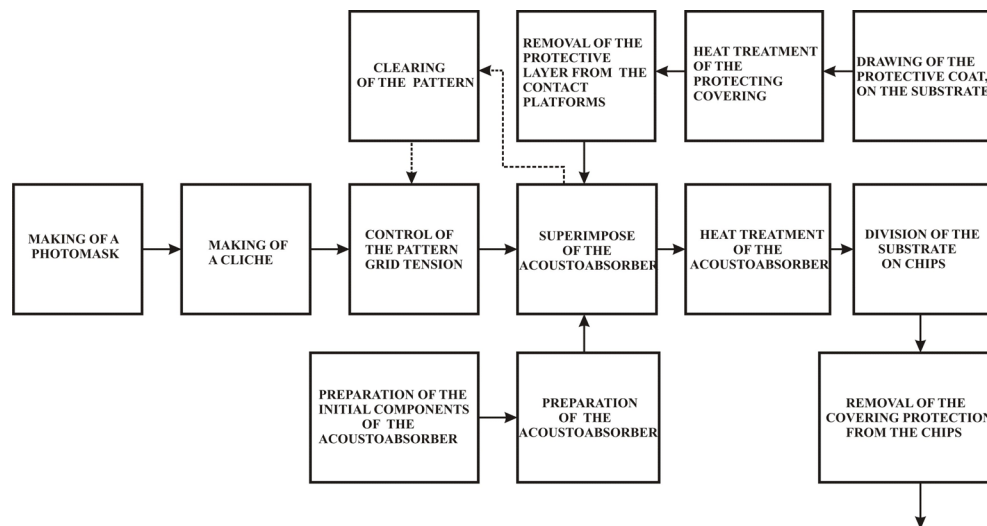 CLEARING
OF THE PATTERN
REMOVAL OF THE
PROTECTIVE
LAYER FROM THE
CONTACT
PLATFORMS
HEAT TREATMENT
OF THE
PROTECTING
COVERING
DRAWING OF THE
PROTECTIVE COAT,
ON THE SUBSTRATE
MAKING OF A
PHOTOMASK
MAKING OF
A CLICHE
CONTROL OF
THE PATTERN
GRID TENSION
SUPERIMPOSE
OF THE
ACOUSTOABSORBER
HEAT TREATMENT
OF THE
ACOUSTOABSORBER
DIVISION OF THE
SUBSTRATE
ON CHIPS
PREPARATION OF THE
INITIAL COMPONENTS
OF THE
ACOUSTOABSORBER
PREPARATION
OF THE
ACOUSTOABSORBER
REMOVAL OF THE
COVERING PROTECTION
FROM THE CHIPS